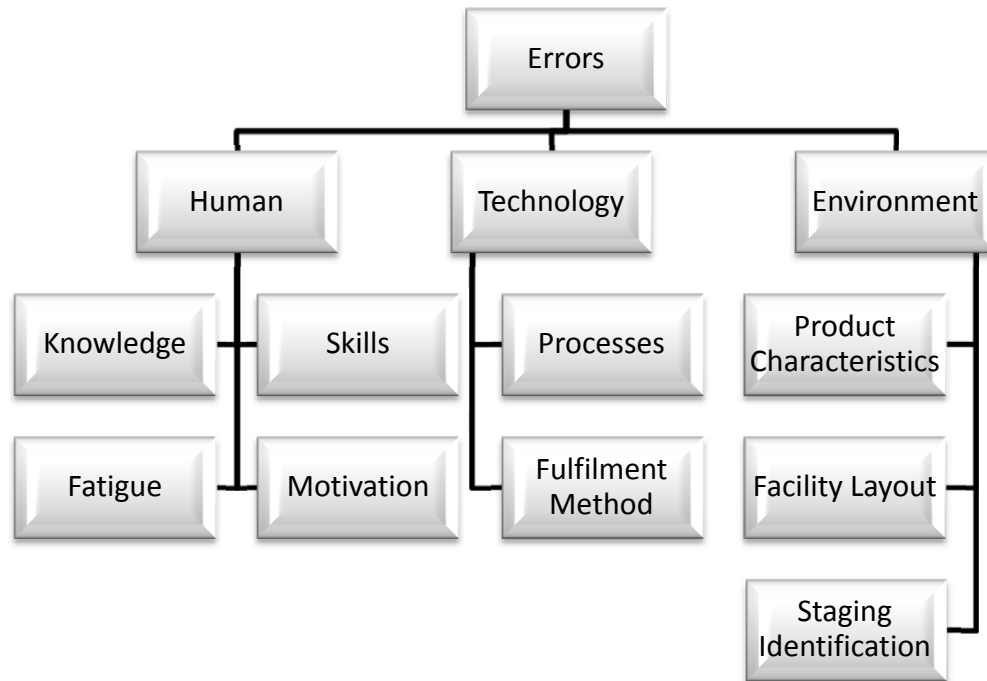 Errors
Human
Technology
Environment
Knowledge
Skills
Processes
Product
Characteristics
Fatigue
Motivation
Fulfilment
Method
Facility Layout
Staging
Identification